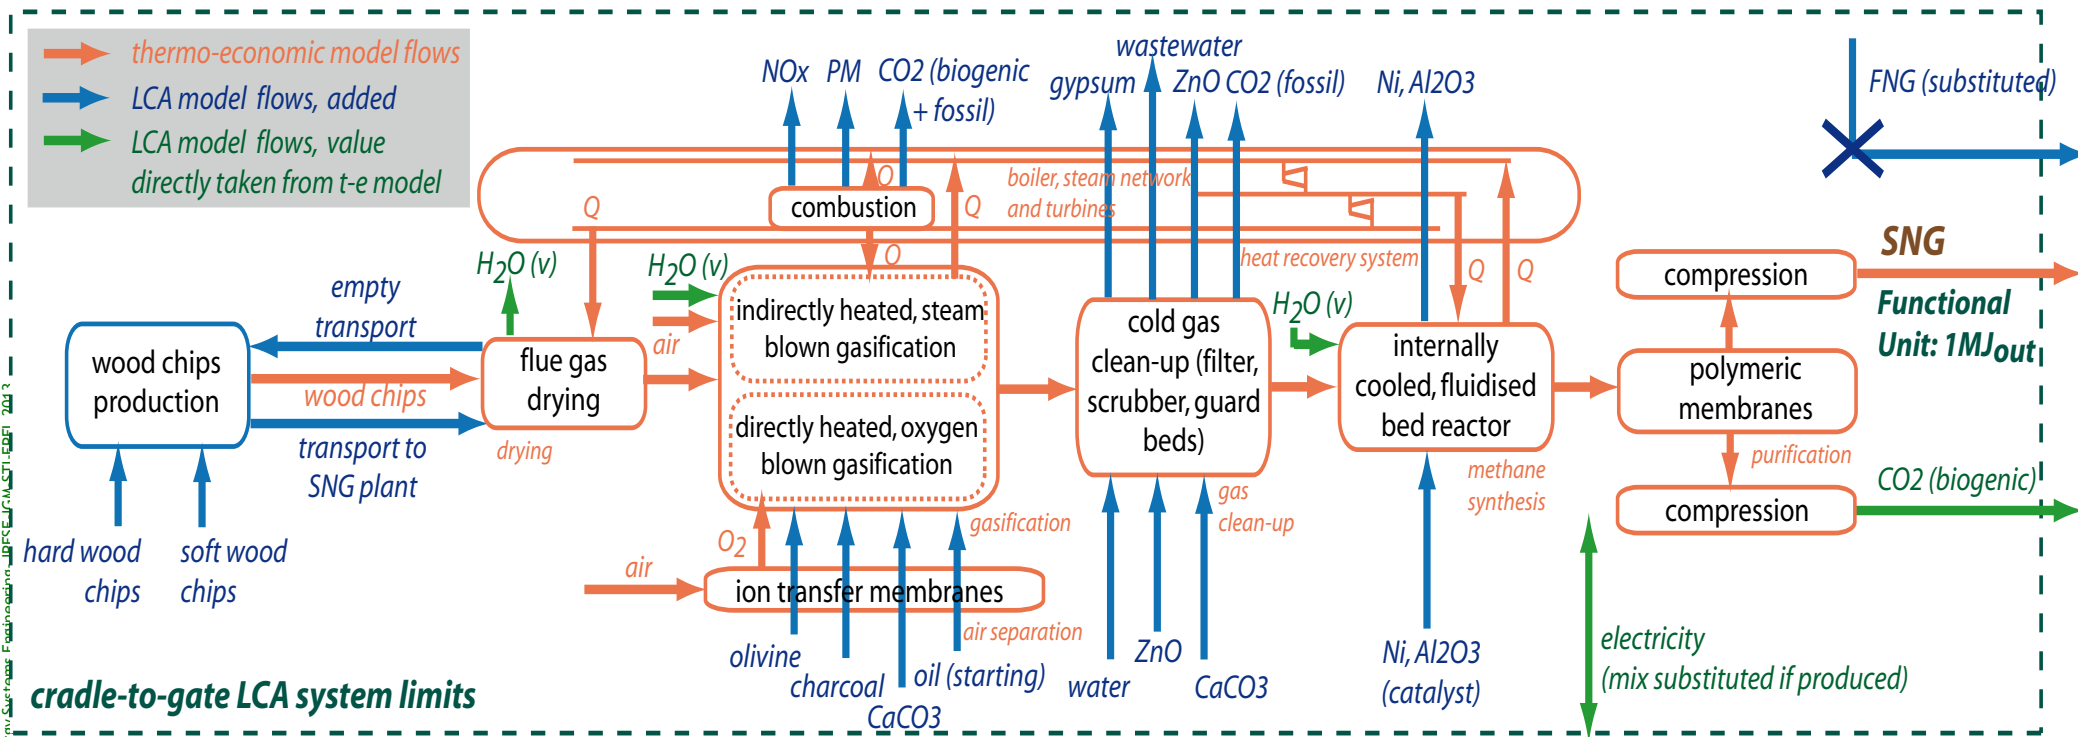 thermo-economic model flows
LCA model flows, added
LCA model flows, value
directly taken from t-e model
NOx
PM
CO2 (biogenic
+ fossil)
gypsum
wastewater
ZnO
CO2 (fossil)
Ni, Al2O3
FNG (substituted)
boiler, steam network
and turbines
combustion
Q
Q
Q
Q
heat recovery system
Q
Q
H2O (v)
H2O (v)
H2O (v)
empty
transport
wood chips
production
wood chips
transport to
SNG plant
hard wood
chips
soft wood
chips
flue gas
drying
drying
air
indirectly heated, steam
blown gasification
directly heated, oxygen
blown gasification
gasification
O2
air
ion transfer membranes
air separation
olivine
charcoal
CaCO3
oil (starting)
cold gas
clean-up (filter,
scrubber, guard
beds)
gas
clean-up
water
ZnO
CaCO3
internally
cooled, fluidised
bed reactor
methane
synthesis
Ni, Al2O3
(catalyst)
compression
polymeric
membranes
purification
compression
SNG
Functional
Unit: 1MJout
CO2 (biogenic)
electricity
(mix substituted if produced)
cradle-to-gate LCA system limits